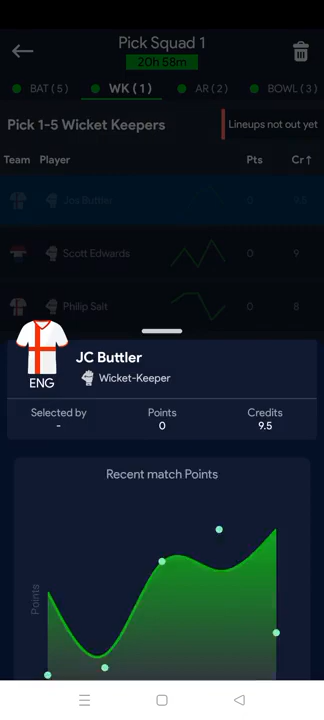 Pick Squad 1
20h 58m
BAT ( 5 ) WK ( 1 ) AR ( 2 ) BOWL ( 3 )
Pick 1-5 Wicket Keepers Lineups not out yet
Team Player Pts Cr↑
Jos Buttler 0 9.5
Scott Edwards 0 9
Philip Salt 0 8
JC Buttler
Wicket-Keeper
ENG
Selected by Points Credits
- 0 9.5
Recent match Points
Points